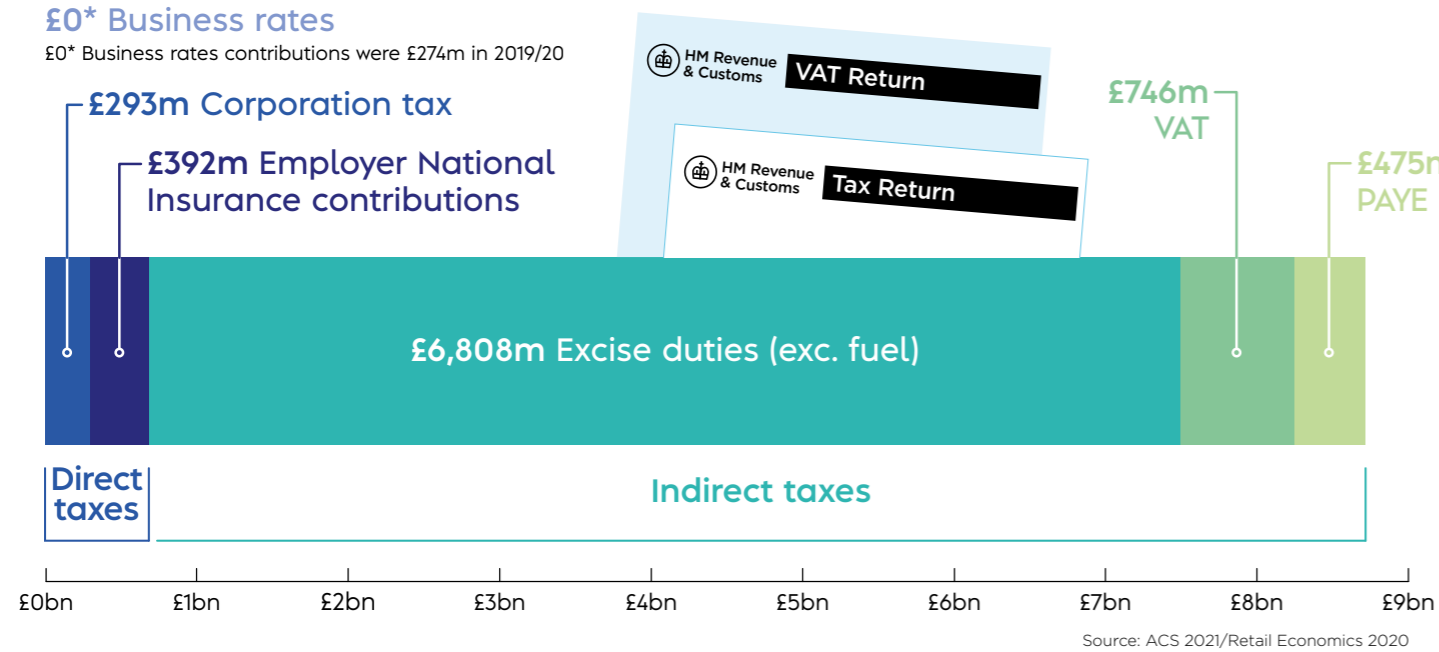 £0* Business rates
£0* Business rates contributions were £274m in 2019/20
£293m Corporation tax
£392m Employer National
Insurance contributions
HM Revenue
& Customs
VAT Return
HM Revenue
& Customs
Tax Return
£746m
VAT
£475m
PAYE
£6,808m Excise duties (exc. fuel)
Direct
taxes
Indirect taxes
£0bn £1bn £2bn £3bn £4bn £5bn £6bn £7bn £8bn £9bn
Source: ACS 2021/Retail Economics 2020